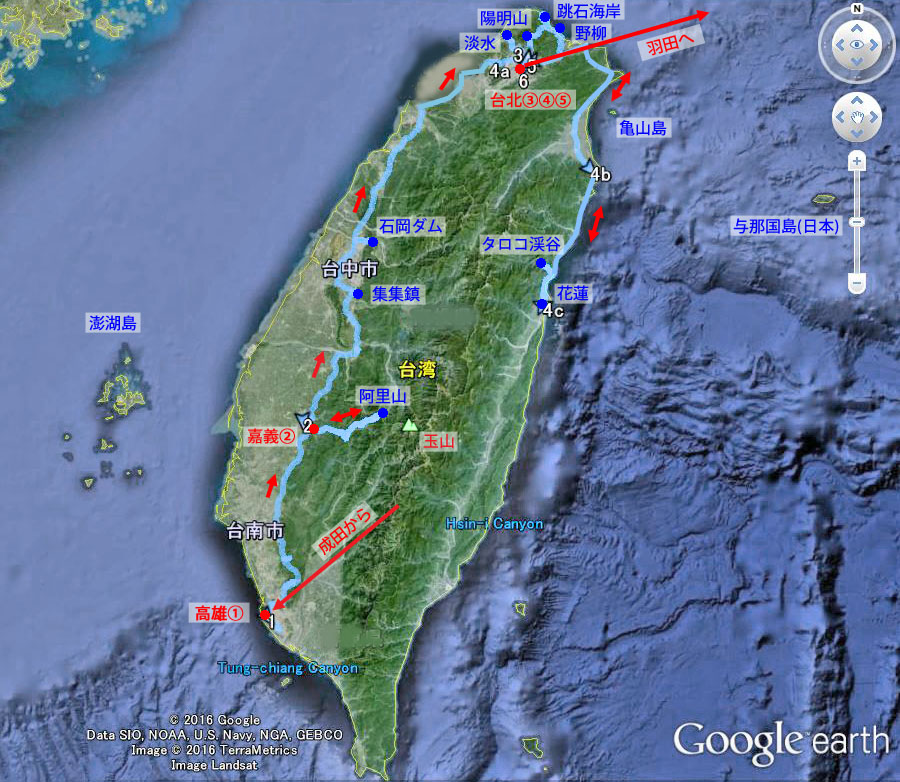 N
陽明山
跳石海岸
淡水
野柳
羽田へ
3
4a
5
6
台北③④⑤
亀山島
4b
与那国島(日本)
石岡ダム
タロコ渓谷
台中市
集集鎮
花蓮
4c
澎湖島
台湾
阿里山
2
嘉義②
玉山
台南市
成田から
Hsin-i Canyon
高雄①
1
Tung-chiang Canyon
© 2016 Google
Data SIO, NOAA, U.S. Navy, NGA, GEBCO
Image © 2016 TerraMetrics
Image Landsat
Google earth